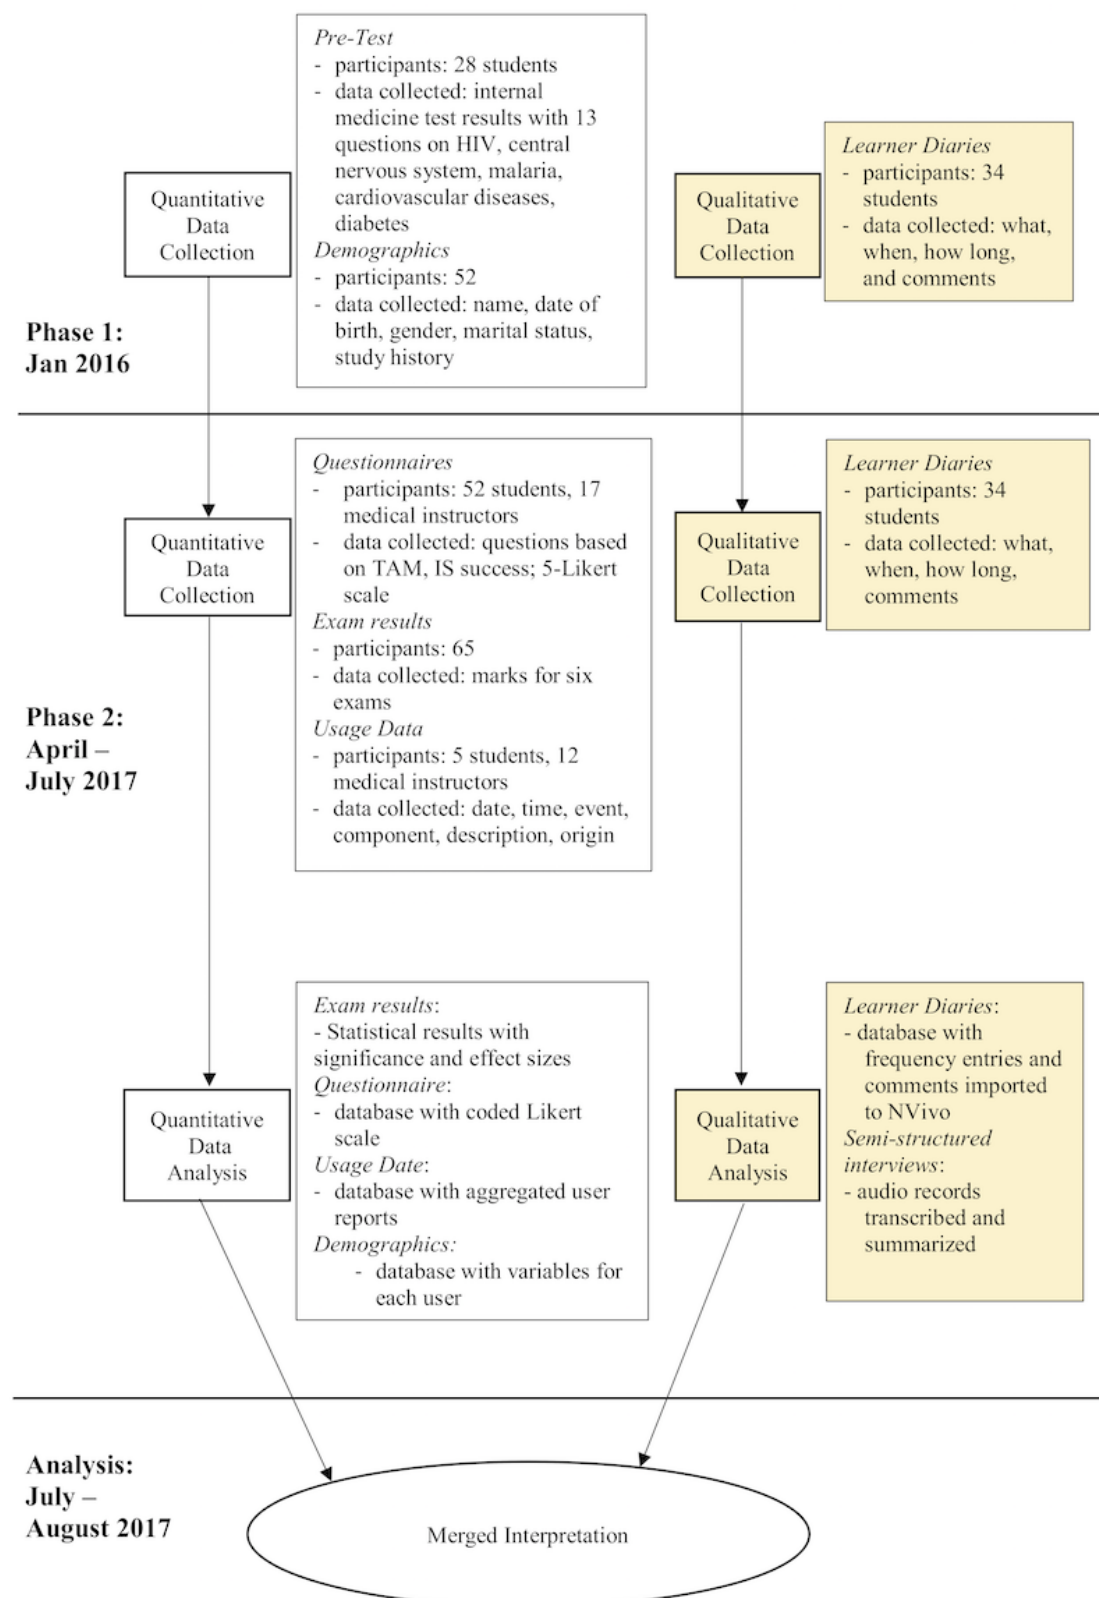 Pre-Test
- participants: 28 students
- data collected: internal
medicine test results with 13
questions on HIV, central
nervous system, malaria,
cardiovascular diseases,
diabetes
Demographics
- participants: 52
- data collected: name, date of
birth, gender, marital status,
study history
Quantitative
Data
Collection
Qualitative
Data
Collection
Learner Diaries
- participants: 34
students
- data collected: what,
when, how long,
and comments
Phase 1:
Jan 2016
Questionnaires
- participants: 52 students, 17
medical instructors
- data collected: questions based
on TAM, IS success; 5-Likert
scale
Exam results
- participants: 65
- data collected: marks for six
exams
Usage Data
- participants: 5 students, 12
medical instructors
- data collected: date, time, event,
component, description, origin
Quantitative
Data
Collection
Qualitative
Data
Collection
Learner Diaries
- participants: 34
students
- data collected: what,
when, how long,
comments
Phase 2:
April –
July 2017
Exam results:
- Statistical results with
significance and effect sizes
Questionnaire:
- database with coded Likert
scale
Usage Date:
- database with aggregated user
reports
Demographics:
- database with variables for
each user
Quantitative
Data
Analysis
Qualitative
Data
Analysis
Learner Diaries:
- database with
frequency entries and
comments imported
to NVivo
Semi-structured
interviews:
- audio records
transcribed and
summarized
Analysis:
July –
August 2017
Merged Interpretation